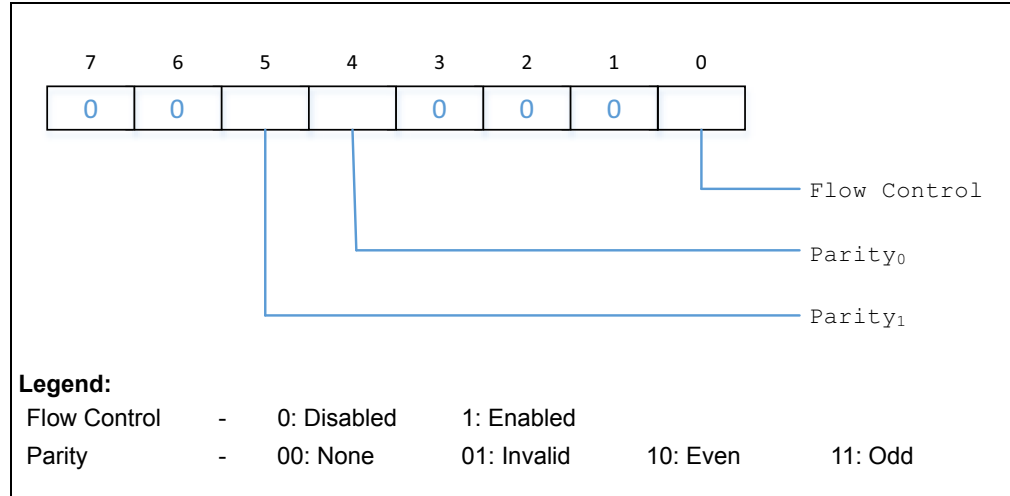 7 6 5 4 3 2 1 0
0 0 0 0 0
Flow Control
Parity₀
Parity₁
Legend:
Flow Control - 0: Disabled 1: Enabled
Parity - 00: None 01: Invalid 10: Even 11: Odd